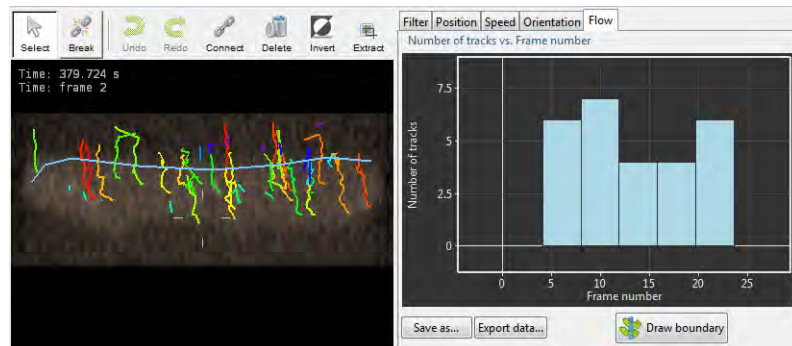 Select Break Undo Redo Connect Delete Invert Extract
Time: 379.724 s
Time: frame 2
Filter Position Speed Orientation Flow
Number of tracks vs. Frame number
Number of tracks
7.5
5
2.5
0
0 5 10 15 20 25
Frame number
Save as... Export data... Draw boundary